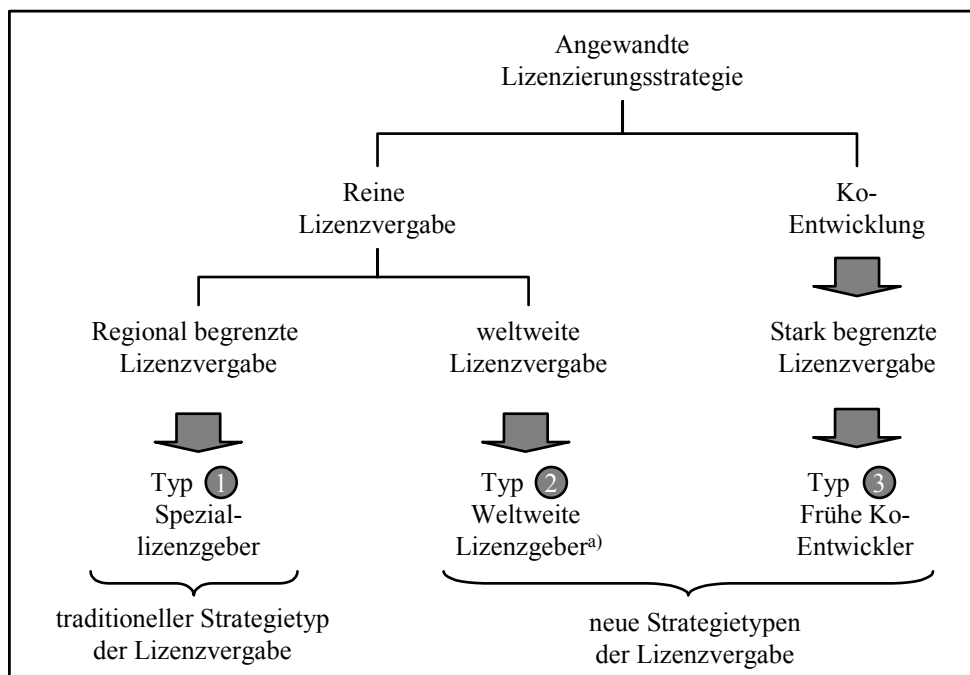 Angewandte
Lizenzierungsstrategie
Reine
Lizenzvergabe
Ko-
Entwicklung
Regional begrenzte
Lizenzvergabe
weltweite
Lizenzvergabe
Stark begrenzte
Lizenzvergabe
Typ 1
Spezial-
lizenzgeber
Typ 2
Weltweite
Lizenzgeber a)
Typ 3
Frühe Ko-
Entwickler
traditioneller Strategietyp
der Lizenzvergabe
neue Strategietypen
der Lizenzvergabe